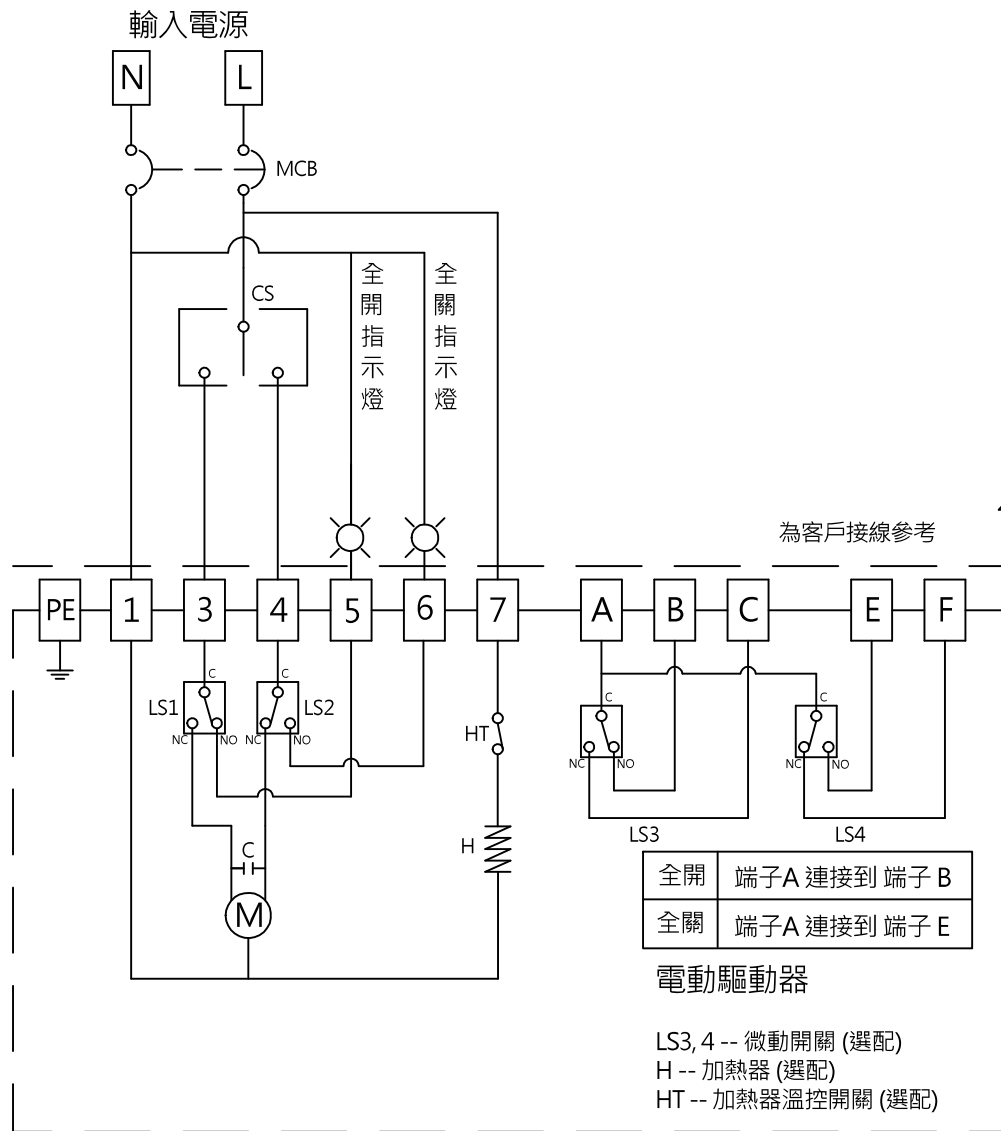 輸入電源
N L
MCB
CS
全開指示燈
全關指示燈
為客戶接線參考
PE 1 3 4 5 6 7 A B C E F
C C
LS1 LS2
NC NO NC NO
HT
C C
NC NO NC NO
LS3 LS4
C
H
M
全開 端子A 連接到 端子 B
全關 端子A 連接到 端子 E
電動驅動器
LS3, 4 -- 微動開關 (選配)
H -- 加熱器 (選配)
HT -- 加熱器溫控開關 (選配)